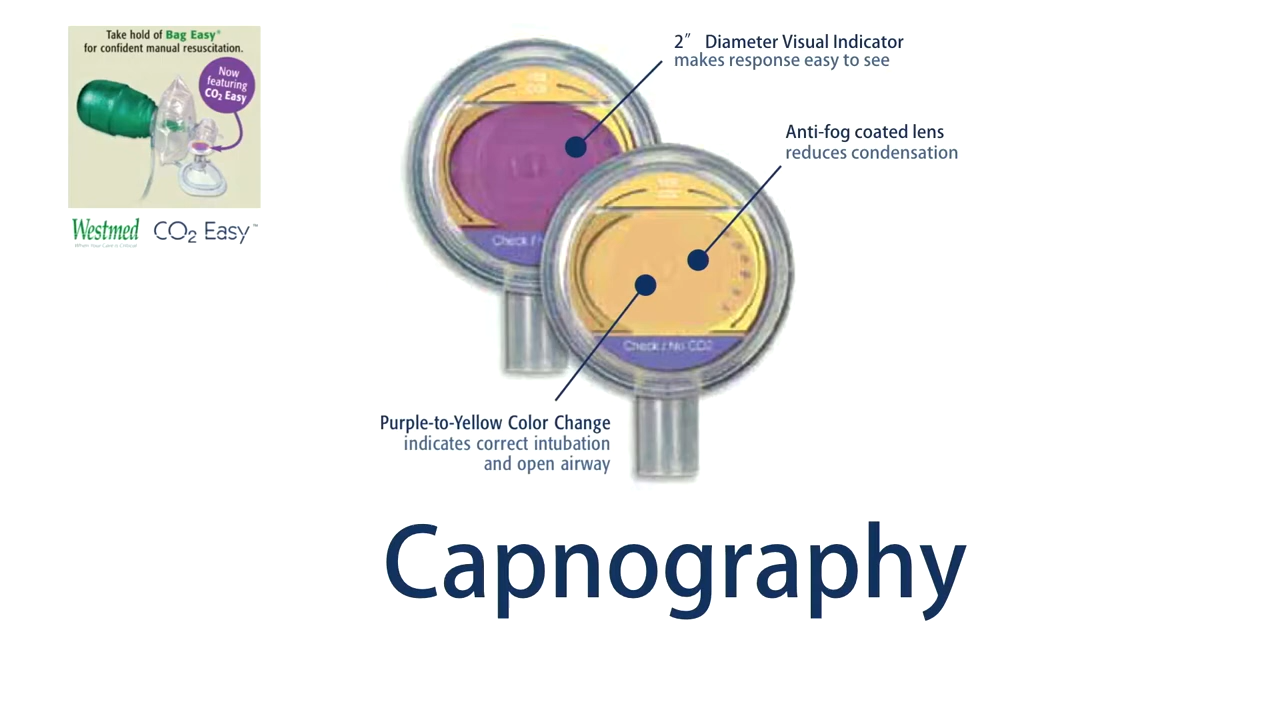 Take hold of Bag Easy®
for confident manual resuscitation.
Now
featuring
CO₂ Easy
Westmed
CO₂ Easy™
2” Diameter Visual Indicator
makes response easy to see
Anti-fog coated lens
reduces condensation
Check / No CO2
Purple-to-Yellow Color Change
indicates correct intubation
and open airway
Capnography